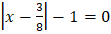 |x − 3/8| − 1 = 0